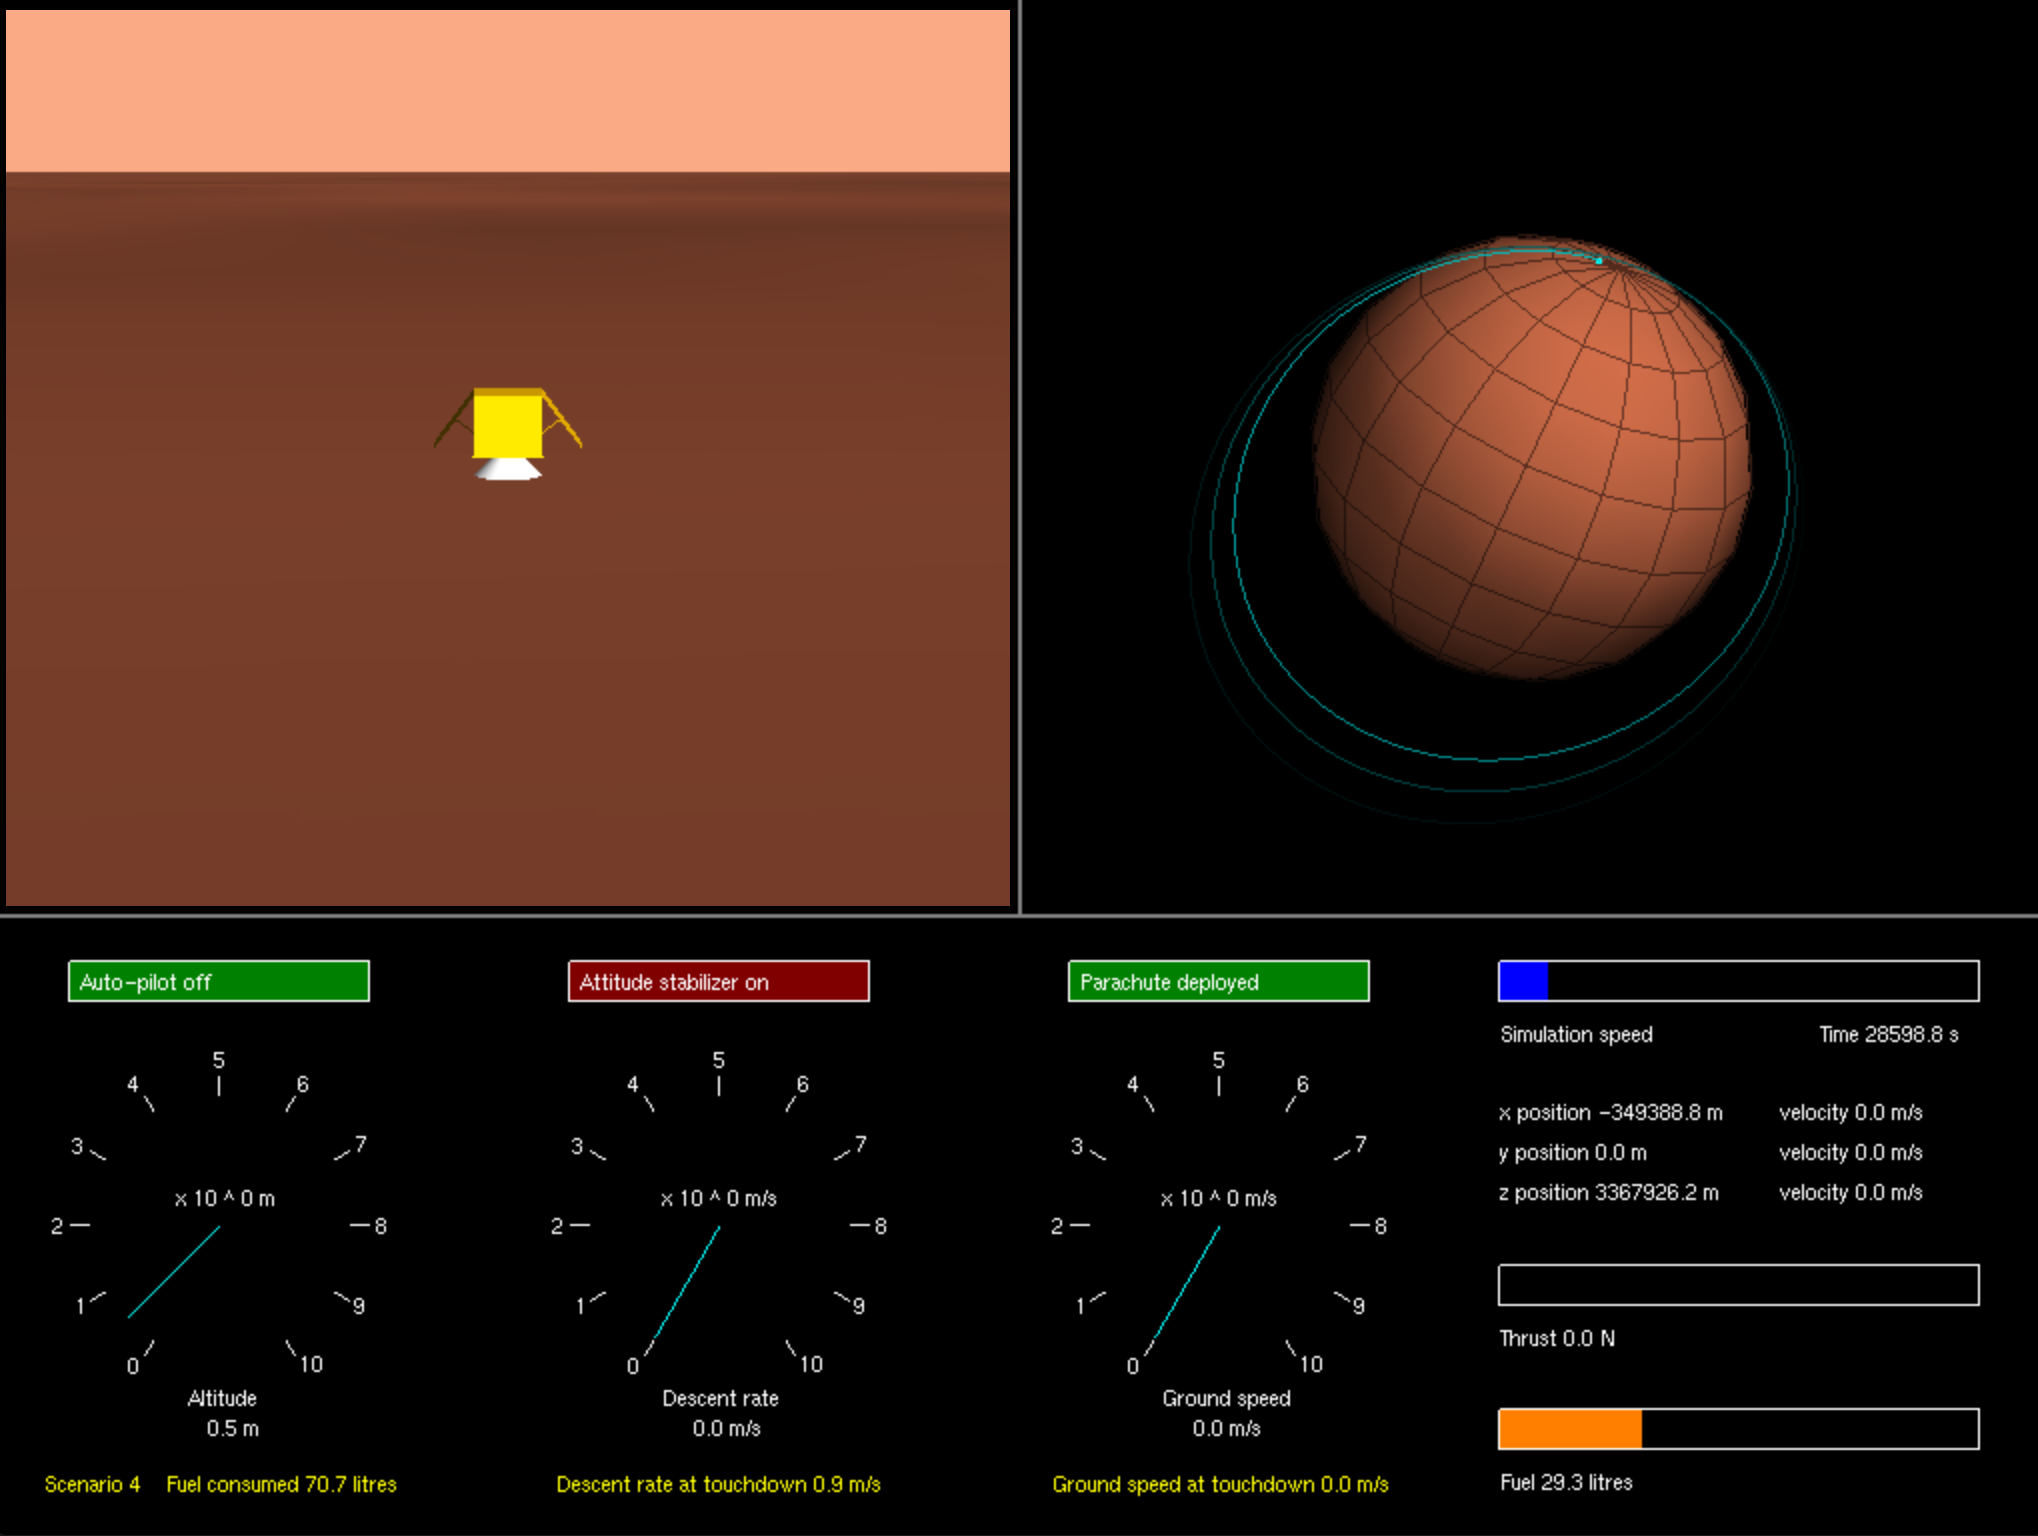 Auto-pilot off
Attitude stabilizer on
Parachute deployed
Simulation speed Time 28598.8 s
5
4 6
3 7
x 10 ^ 0 m
2 8
1 9
0 10
Altitude
0.5 m
5
4 6
3 7
x 10 ^ 0 m/s
2 8
1 9
0 10
Descent rate
0.0 m/s
5
4 6
3 7
x 10 ^ 0 m/s
2 8
1 9
0 10
Ground speed
0.0 m/s
x position -349388.8 m velocity 0.0 m/s
y position 0.0 m velocity 0.0 m/s
z position 3367926.2 m velocity 0.0 m/s
Thrust 0.0 N
Fuel 29.3 litres
Scenario 4 Fuel consumed 70.7 litres
Descent rate at touchdown 0.9 m/s
Ground speed at touchdown 0.0 m/s